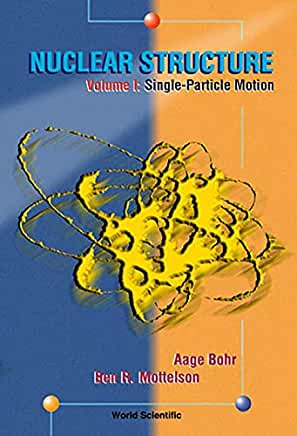 NUCLEAR STRUCTURE
Volume I: Single-Particle Motion
Aage Bohr
Ben R. Mottelson
World Scientific